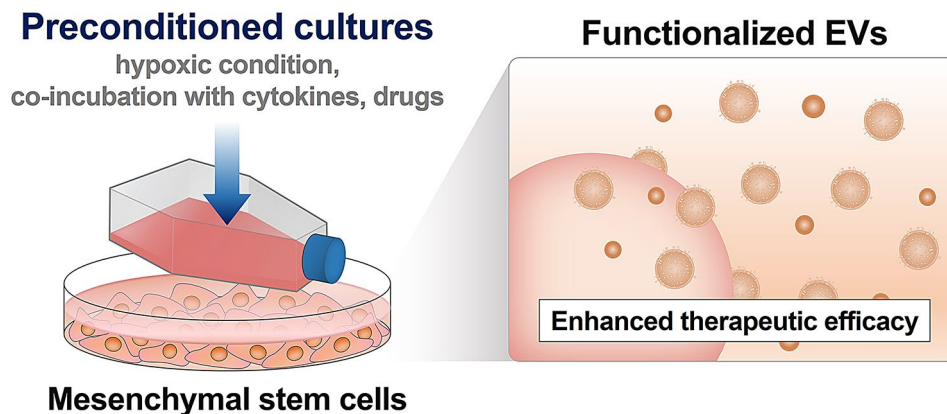 Preconditioned cultures
hypoxic condition,
co-incubation with cytokines, drugs
Mesenchymal stem cells
Functionalized EVs
Enhanced therapeutic efficacy